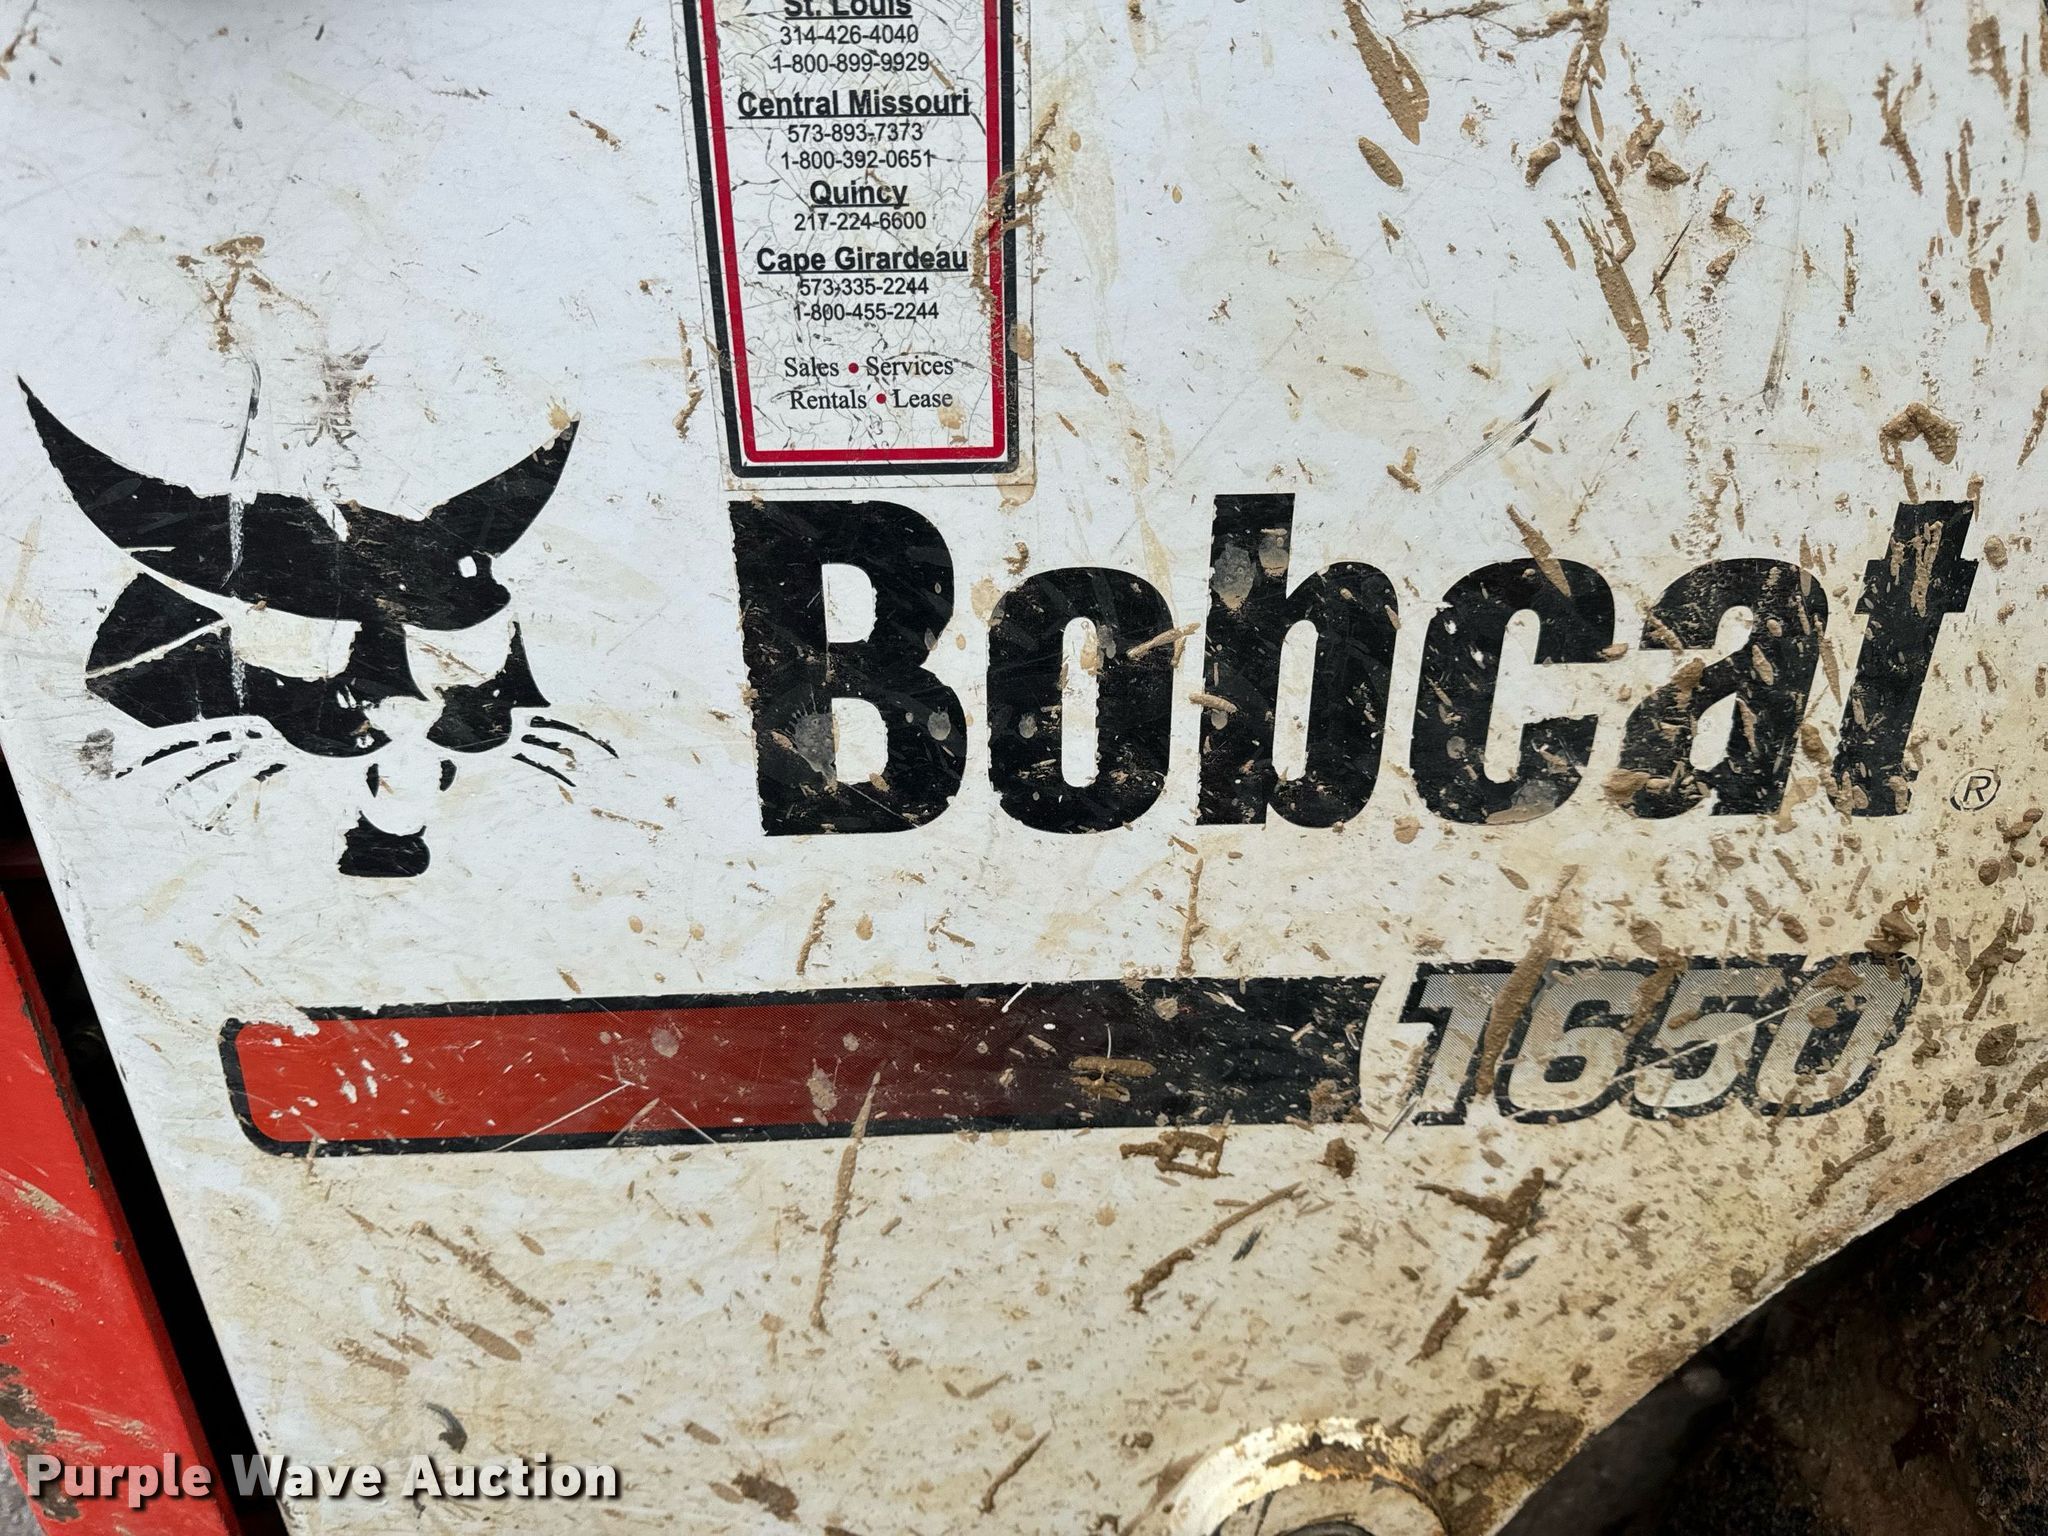 St. Louis
314-426-4040
1-800-899-9929
Central Missouri
573-893-7373
1-800-392-0651
Quincy
217-224-6600
Cape Girardeau
573-335-2244
1-800-455-2244
Sales • Services
Rentals • Lease
Bobcat®
1650
Purple Wave Auction